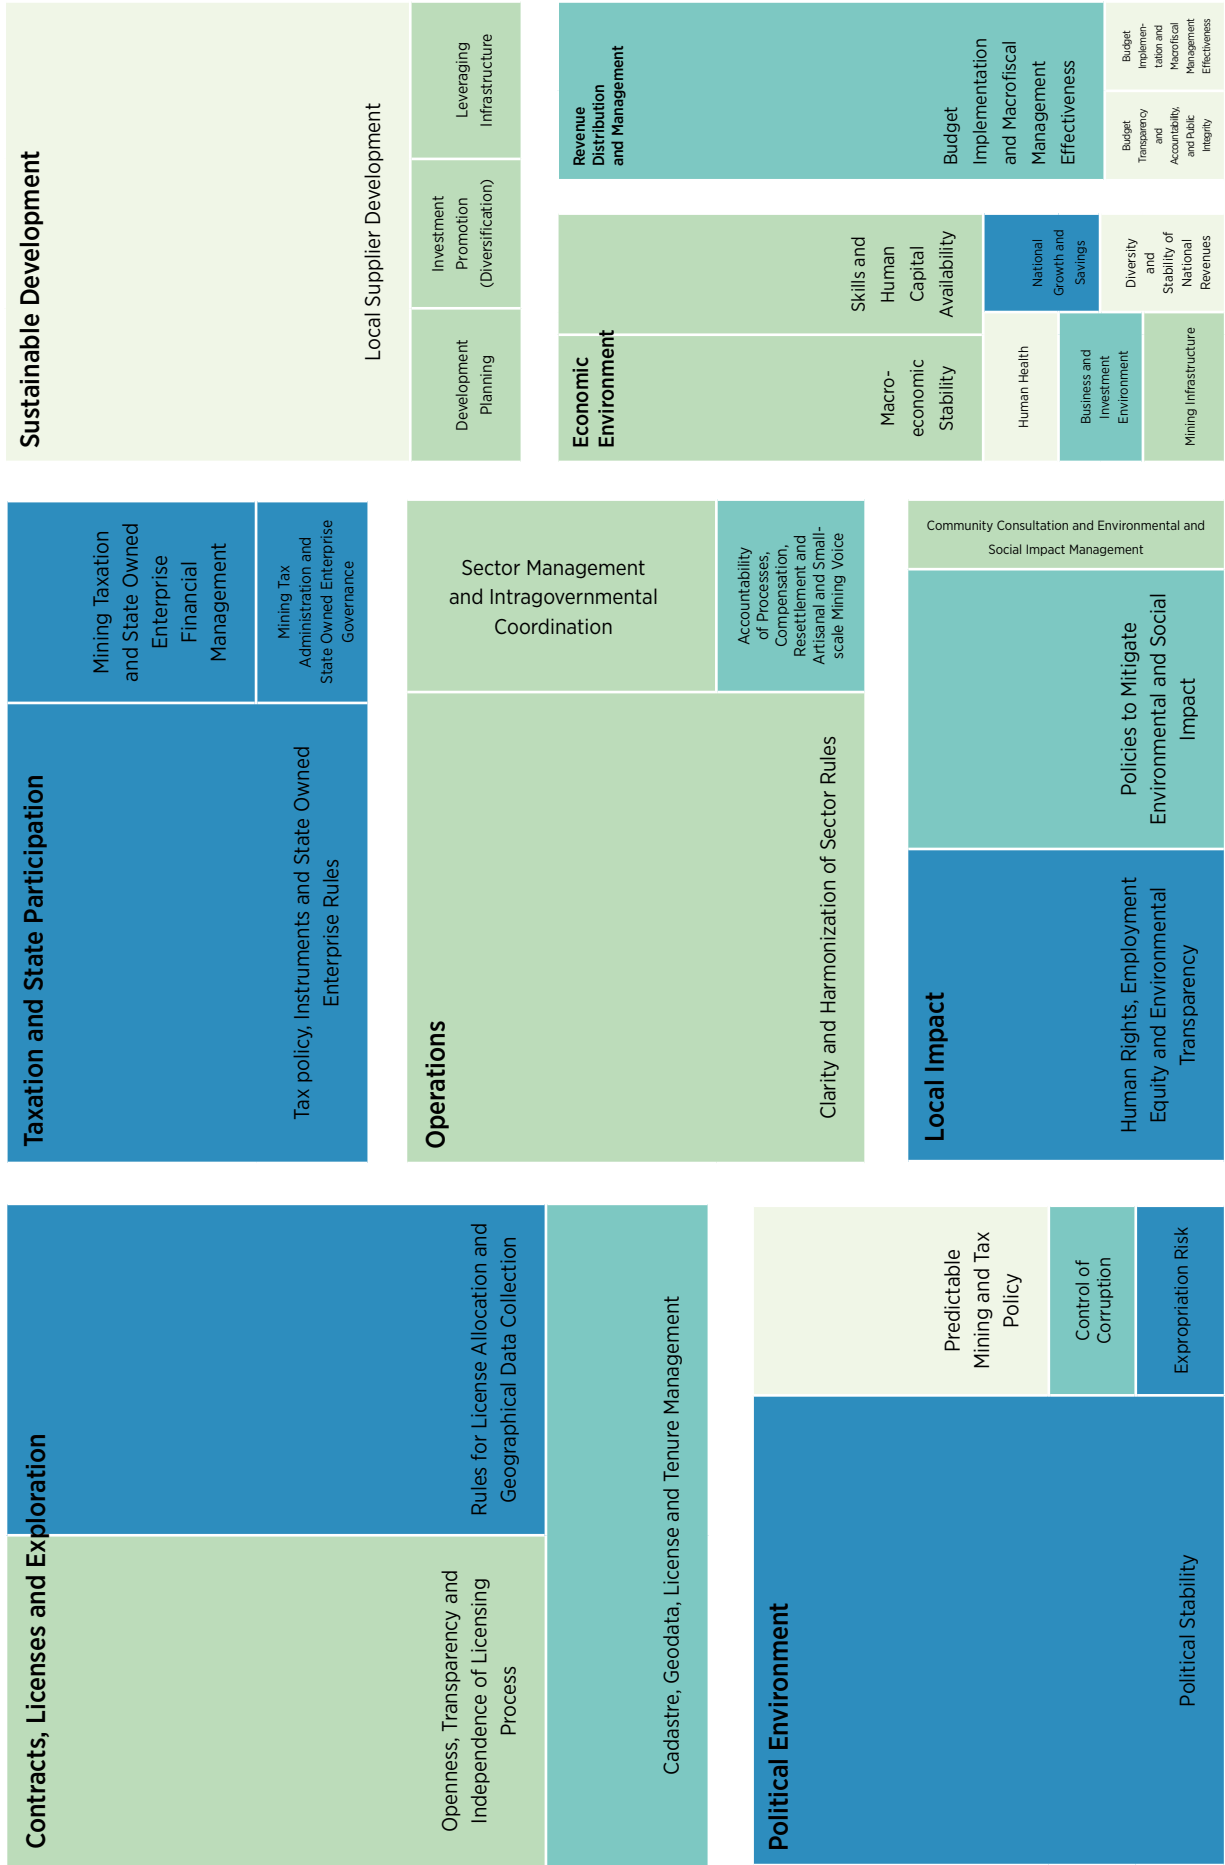 Contracts, Licenses and Exploration
Openness, Transparency and
Independence of Licensing
Process
Rules for License Allocation and
Geographical Data Collection
Cadastre, Geodata, License and Tenure Management
Taxation and State Participation
Tax policy, Instruments and State Owned
Enterprise Rules
Mining Taxation
and State Owned
Enterprise
Financial
Management
Mining Tax
Administration and
State Owned Enterprise
Governance
Sustainable Development
Local Supplier Development
Development
Planning
Investment
Promotion
(Diversification)
Leveraging
Infrastructure
Operations
Clarity and Harmonization of Sector Rules
Sector Management
and Intragovernmental
Coordination
Accountability
of Processes,
Compensation,
Resettlement and
Artisanal and Small-
scale Mining Voice
Economic
Environment
Macro-
economic
Stability
Skills and
Human
Capital
Availability
Human Health
Business and
Investment
Environment
Mining Infrastructure
National
Growth and
Savings
Diversity
and
Stability of
National
Revenues
Revenue
Distribution
and Management
Budget
Implementation
and Macrofiscal
Management
Effectiveness
Budget
Transparency
and
Accountability,
and Public
Integrity
Budget
Implemen-
tation and
Macrofiscal
Management
Effectiveness
Political Environment
Political Stability
Predictable
Mining and Tax
Policy
Control of
Corruption
Expropriation Risk
Local Impact
Human Rights, Employment
Equity and Environmental
Transparency
Policies to Mitigate
Environmental and Social
Impact
Community Consultation and Environmental and
Social Impact Management